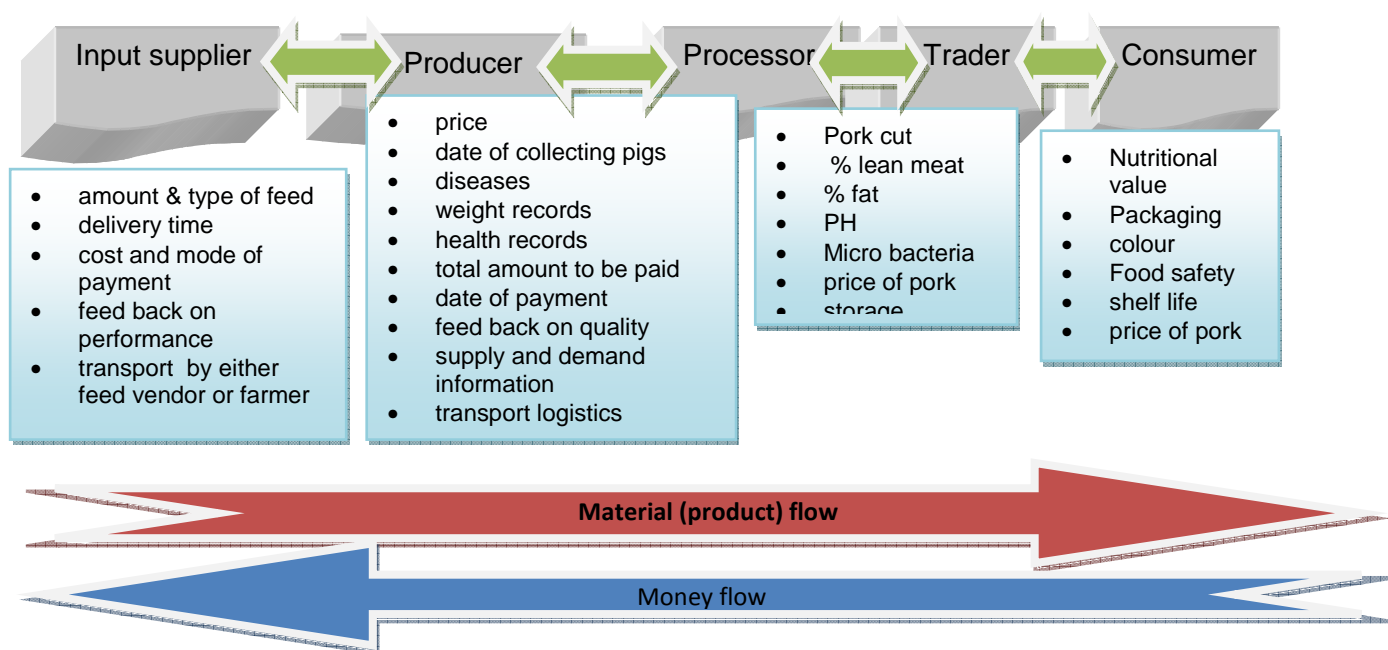 Input supplier
Producer
Processor
Trader
Consumer
• amount & type of feed
• delivery time
• cost and mode of
payment
• feed back on
performance
• transport by either
feed vendor or farmer
• price
• date of collecting pigs
• diseases
• weight records
• health records
• total amount to be paid
• date of payment
• feed back on quality
• supply and demand
information
• transport logistics
• Pork cut
• % lean meat
• % fat
• PH
• Micro bacteria
• price of pork
• storage
• Nutritional
value
• Packaging
• colour
• Food safety
• shelf life
• price of pork
Material (product) flow
Money flow